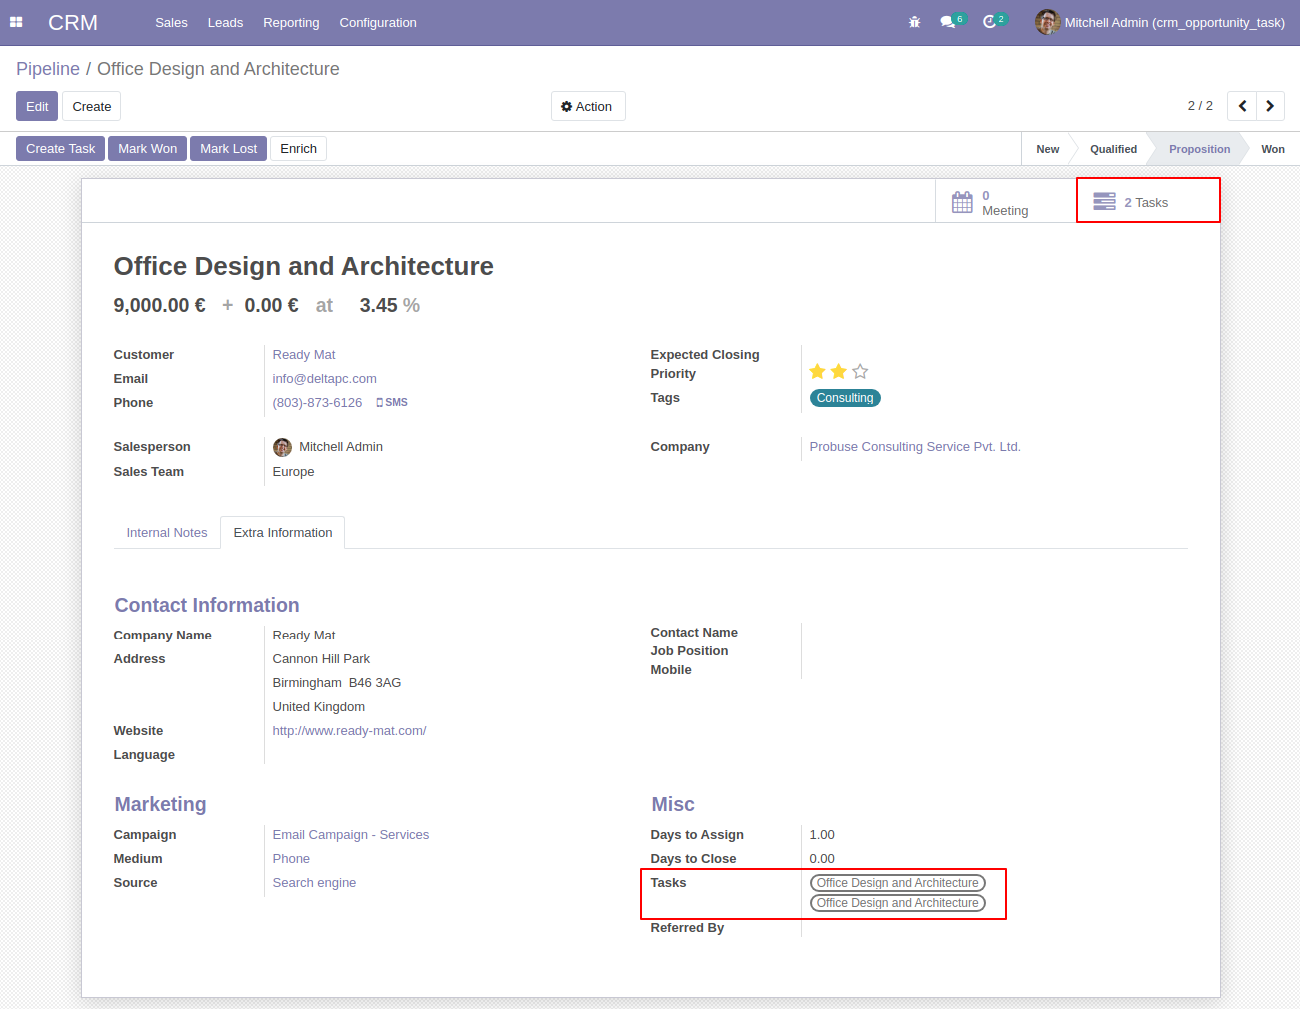 CRM Sales Leads Reporting Configuration 6 2 Mitchell Admin (crm_opportunity_task)
Pipeline / Office Design and Architecture
Edit Create Action 2 / 2
Create Task Mark Won Mark Lost Enrich New Qualified Proposition Won
0
Meeting
2 Tasks
Office Design and Architecture
9,000.00 € + 0.00 € at 3.45 %
Customer Ready Mat
Email info@deltapc.com
Phone (803)-873-6126 SMS
Expected Closing
Priority
Tags Consulting
Salesperson Mitchell Admin
Sales Team Europe
Company Probuse Consulting Service Pvt. Ltd.
Internal Notes Extra Information
Contact Information
Company Name Ready Mat
Address Cannon Hill Park
Birmingham B46 3AG
United Kingdom
Website http://www.ready-mat.com/
Language
Contact Name
Job Position
Mobile
Marketing
Campaign Email Campaign - Services
Medium Phone
Source Search engine
Misc
Days to Assign 1.00
Days to Close 0.00
Tasks Office Design and Architecture
Office Design and Architecture
Referred By